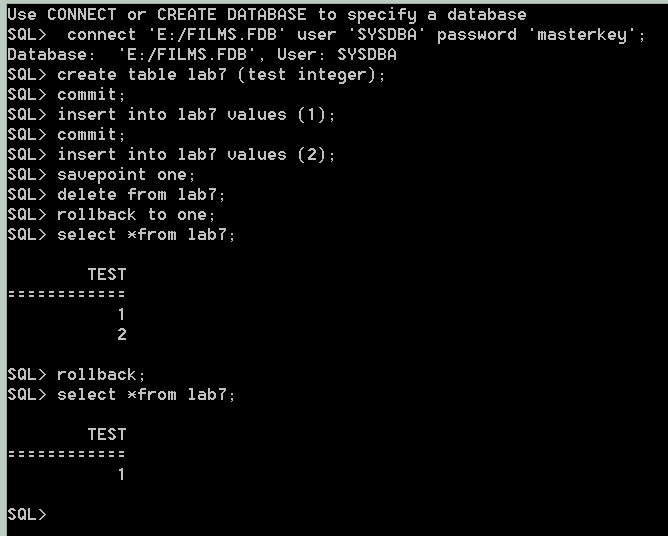 Use CONNECT or CREATE DATABASE to specify a database
SQL>  connect 'E:/FILMS.FDB' user 'SYSDBA' password 'masterkey';
Database:  'E:/FILMS.FDB', User: SYSDBA
SQL> create table lab7 (test integer);
SQL> commit;
SQL> insert into lab7 values (1);
SQL> commit;
SQL> insert into lab7 values (2);
SQL> savepoint one;
SQL> delete from lab7;
SQL> rollback to one;
SQL> select *from lab7;
        TEST
============
           1
           2
SQL> rollback;
SQL> select *from lab7;
        TEST
============
           1
SQL>